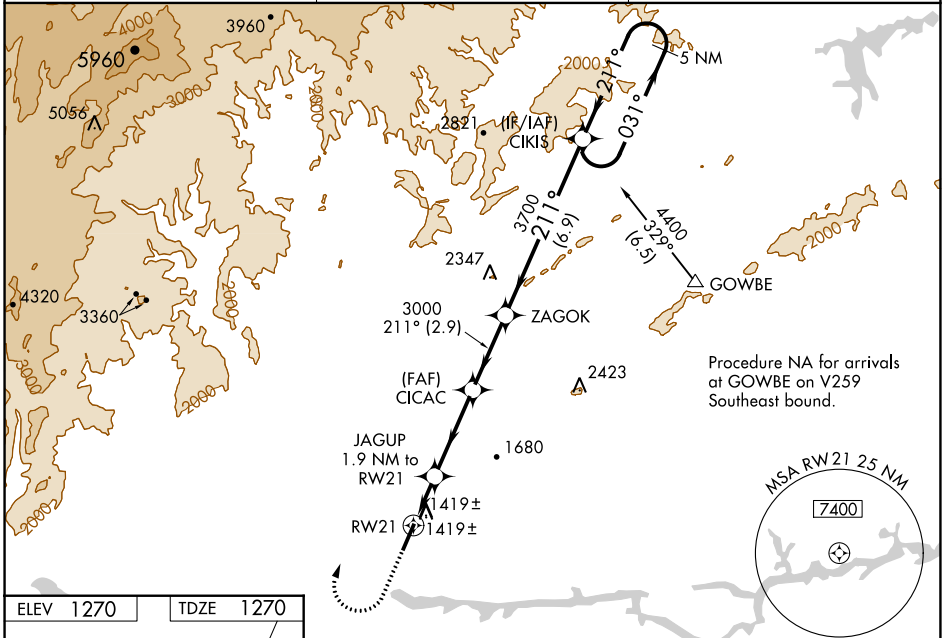 3960
4000
5960
3000
2000
5056
2821
(IF/IAF)
CIKIS
2000
211°
031°
5 NM
3700
211°
(6.9)
4400
329°
(6.5)
2000
GOWBE
2347
4320
3360
2000
3000
2000
3000
211° (2.9)
ZAGOK
(FAF)
CICAC
2423
Procedure NA for arrivals
at GOWBE on V259
Southeast bound.
JAGUP
1.9 NM to
RW21
1680
1419±
RW21
1419±
2000
MSA RW21 25 NM
7400
ELEV 1270
TDZE 1270